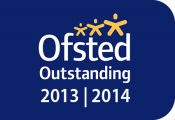 Ofsted
Outstanding
2013 | 2014